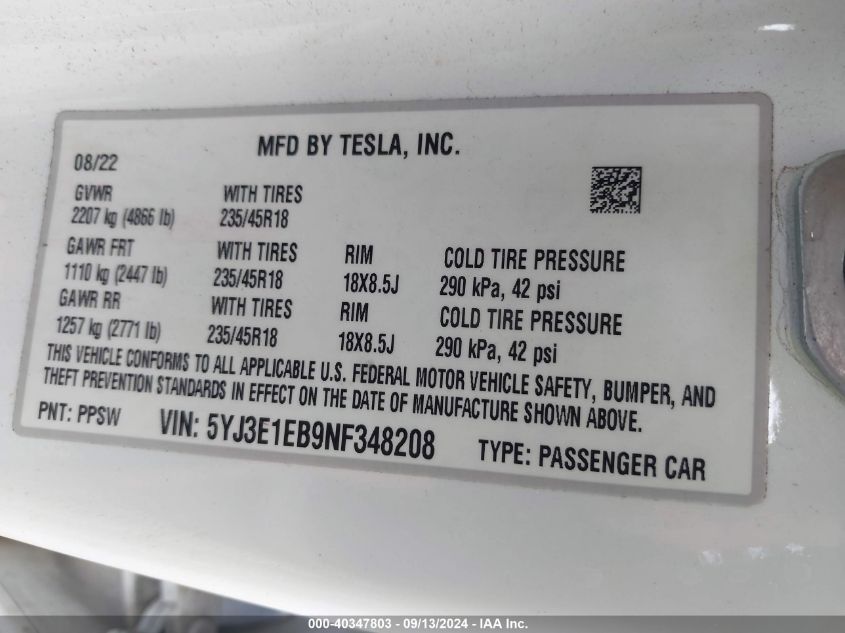 MFD BY TESLA, INC.
08/22
GVWR WITH TIRES
2207 kg (4866 lb) 235/45R18
GAWR FRT WITH TIRES RIM COLD TIRE PRESSURE
1110 kg (2447 lb) 235/45R18 18X8.5J 290 kPa, 42 psi
GAWR RR WITH TIRES RIM COLD TIRE PRESSURE
1257 kg (2771 lb) 235/45R18 18X8.5J 290 kPa, 42 psi
THIS VEHICLE CONFORMS TO ALL APPLICABLE U.S. FEDERAL MOTOR VEHICLE SAFETY, BUMPER, AND
THEFT PREVENTION STANDARDS IN EFFECT ON THE DATE OF MANUFACTURE SHOWN ABOVE.
PNT: PPSW VIN: 5YJ3E1EB9NF348208 TYPE: PASSENGER CAR
000-40347803 - 09/13/2024 - IAA Inc.